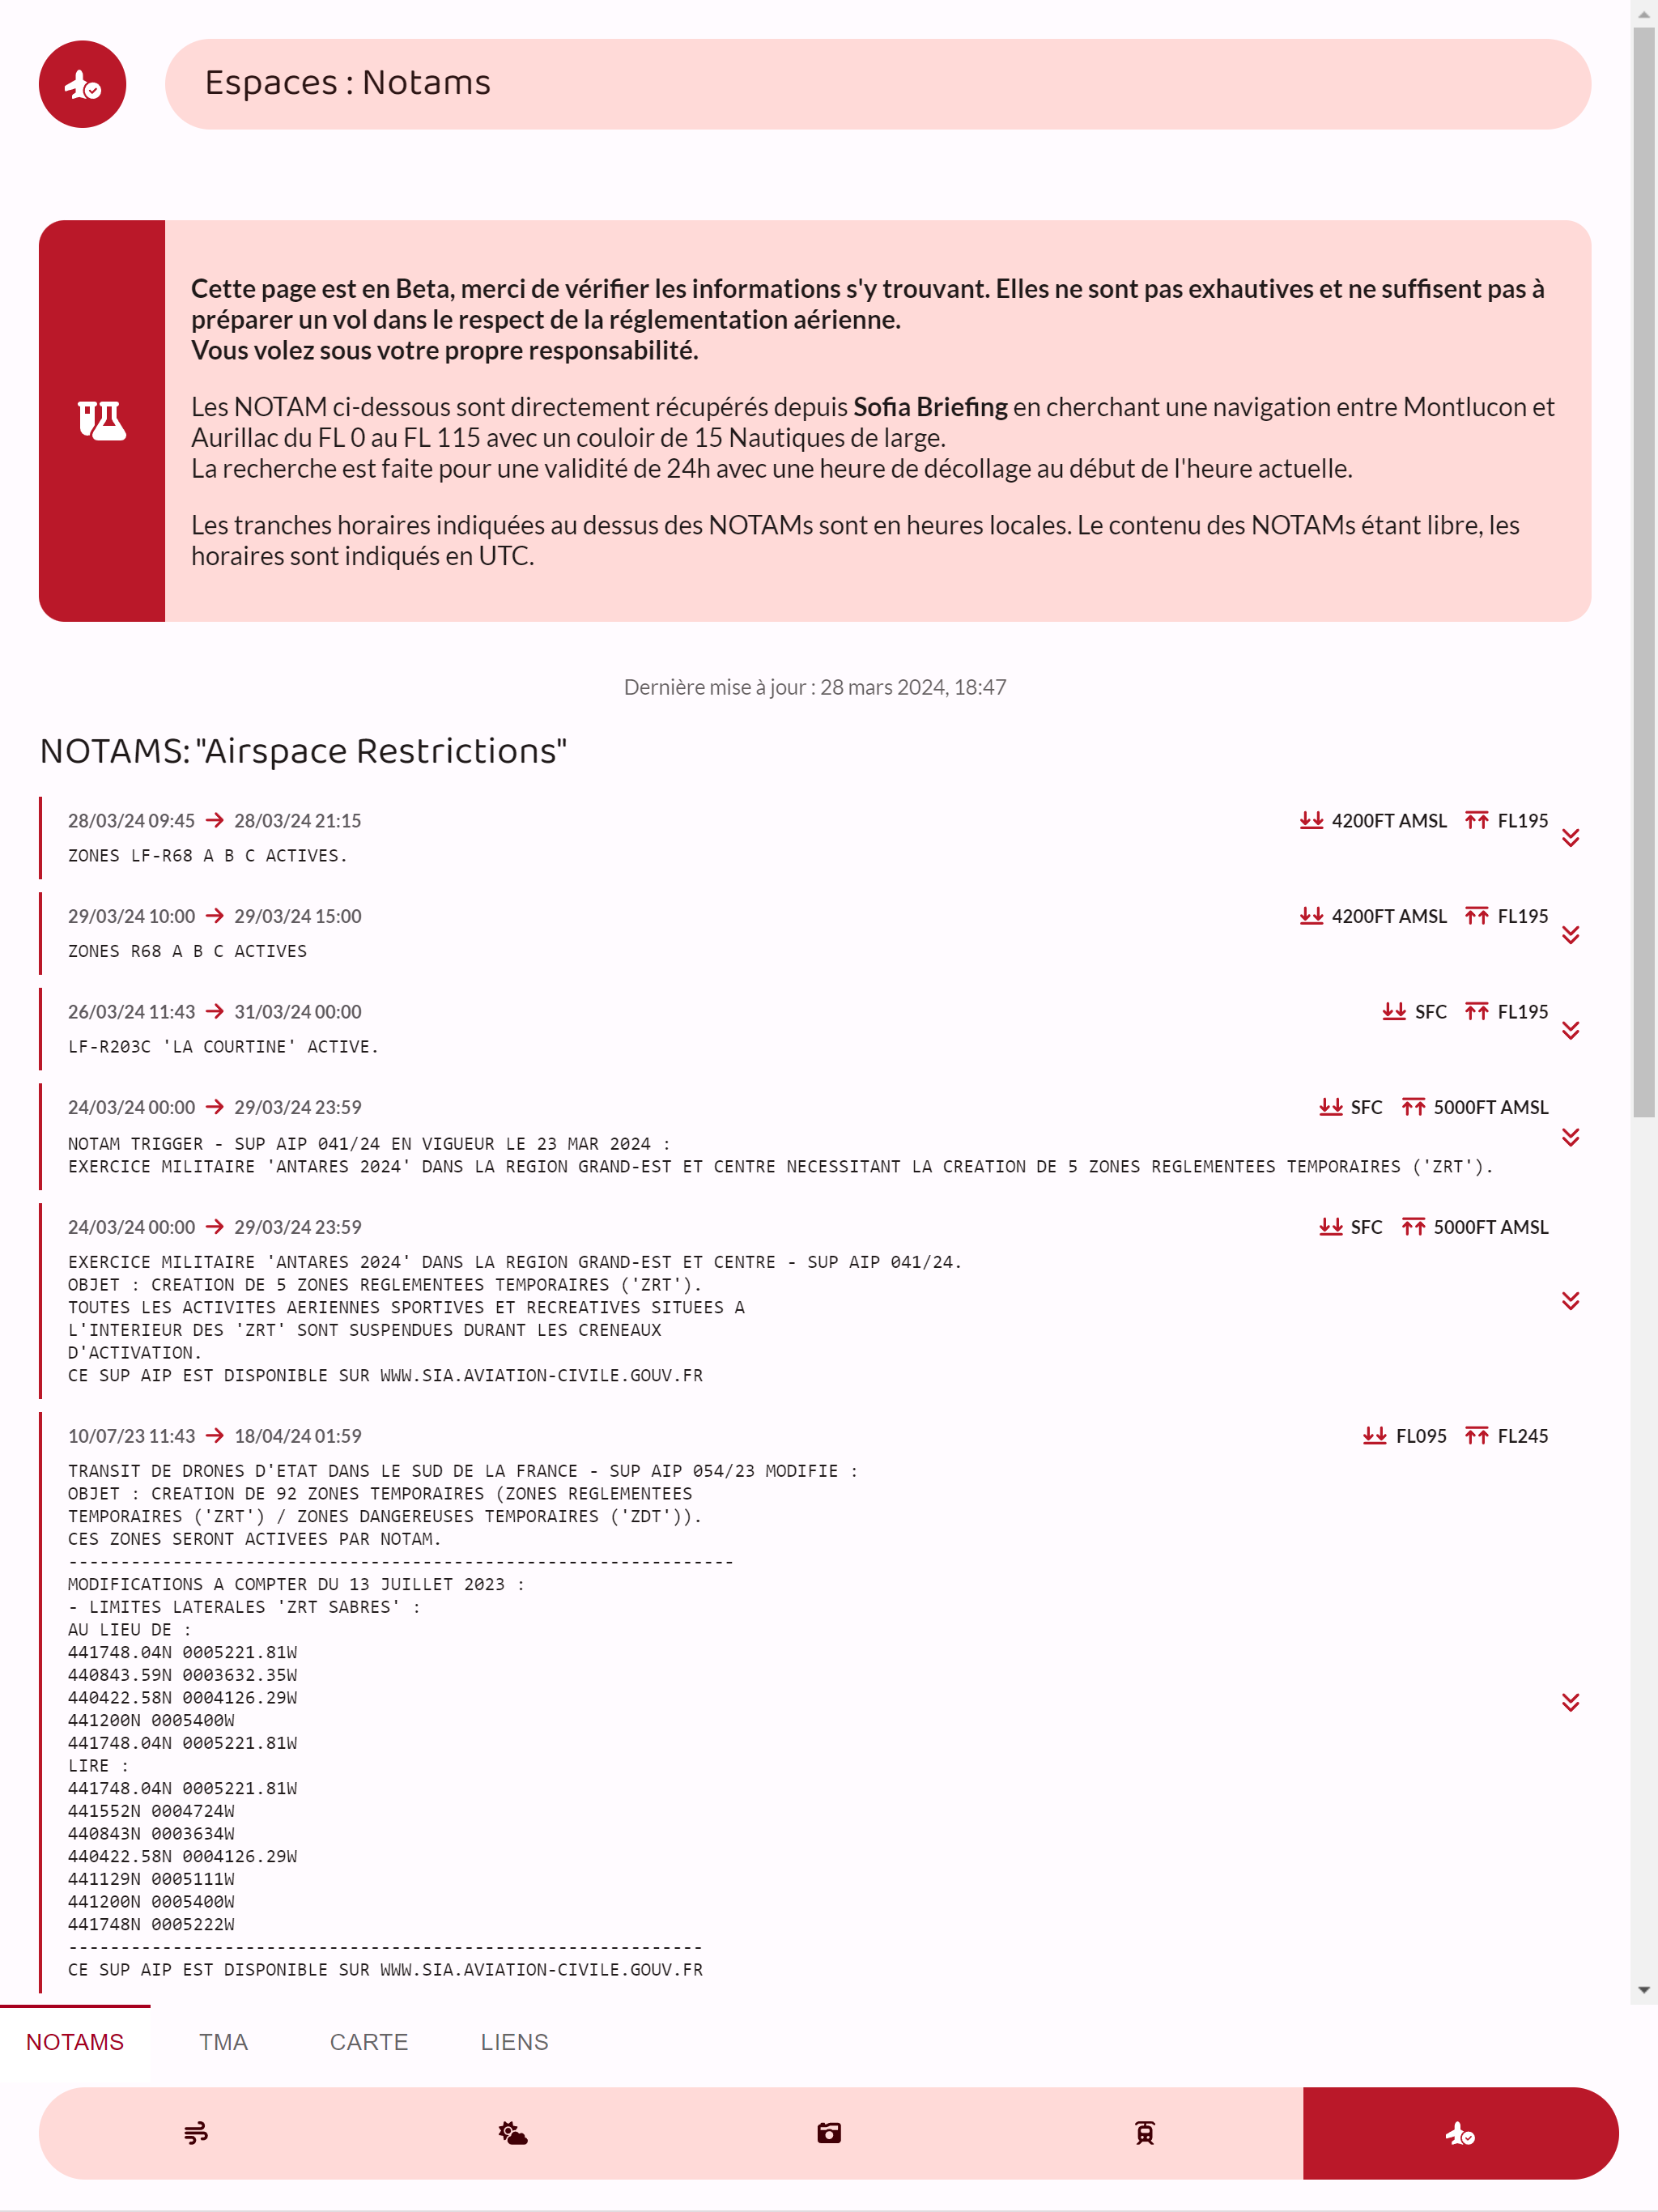 Espaces : Notams
Cette page est en Beta, merci de vérifier les informations s'y trouvant. Elles ne sont pas exhautives et ne suffisent pas à
préparer un vol dans le respect de la réglementation aérienne.
Vous volez sous votre propre responsabilité.
Les NOTAM ci-dessous sont directement récupérés depuis Sofia Briefing en cherchant une navigation entre Montlucon et
Aurillac du FL 0 au FL 115 avec un couloir de 15 Nautiques de large.
La recherche est faite pour une validité de 24h avec une heure de décollage au début de l'heure actuelle.
Les tranches horaires indiquées au dessus des NOTAMs sont en heures locales. Le contenu des NOTAMs étant libre, les
horaires sont indiqués en UTC.
Dernière mise à jour : 28 mars 2024, 18:47
NOTAMS: "Airspace Restrictions"
28/03/24 09:45 → 28/03/24 21:15 4200FT AMSL FL195
ZONES LF-R68 A B C ACTIVES.
29/03/24 10:00 → 29/03/24 15:00 4200FT AMSL FL195
ZONES R68 A B C ACTIVES
26/03/24 11:43 → 31/03/24 00:00 SFC FL195
LF-R203C 'LA COURTINE' ACTIVE.
24/03/24 00:00 → 29/03/24 23:59 SFC 5000FT AMSL
NOTAM TRIGGER - SUP AIP 041/24 EN VIGUEUR LE 23 MAR 2024 :
EXERCICE MILITAIRE 'ANTARES 2024' DANS LA REGION GRAND-EST ET CENTRE NECESSITANT LA CREATION DE 5 ZONES REGLEMENTEES TEMPORAIRES ('ZRT').
24/03/24 00:00 → 29/03/24 23:59 SFC 5000FT AMSL
EXERCICE MILITAIRE 'ANTARES 2024' DANS LA REGION GRAND-EST ET CENTRE - SUP AIP 041/24.
OBJET : CREATION DE 5 ZONES REGLEMENTEES TEMPORAIRES ('ZRT').
TOUTES LES ACTIVITES AERIENNES SPORTIVES ET RECREATIVES SITUEES A
L'INTERIEUR DES 'ZRT' SONT SUSPENDUES DURANT LES CRENEAUX
D'ACTIVATION.
CE SUP AIP EST DISPONIBLE SUR WWW.SIA.AVIATION-CIVILE.GOUV.FR
10/07/23 11:43 → 18/04/24 01:59 FL095 FL245
TRANSIT DE DRONES D'ETAT DANS LE SUD DE LA FRANCE - SUP AIP 054/23 MODIFIE :
OBJET : CREATION DE 92 ZONES TEMPORAIRES (ZONES REGLEMENTEES
TEMPORAIRES ('ZRT') / ZONES DANGEREUSES TEMPORAIRES ('ZDT')).
CES ZONES SERONT ACTIVEES PAR NOTAM.
----------------------------------------------------------------
MODIFICATIONS A COMPTER DU 13 JUILLET 2023 :
- LIMITES LATERALES 'ZRT SABRES' :
AU LIEU DE :
441748.04N 0005221.81W
440843.59N 0003632.35W
440422.58N 0004126.29W
441200N 0005400W
441748.04N 0005221.81W
LIRE :
441748.04N 0005221.81W
441552N 0004724W
440843N 0003634W
440422.58N 0004126.29W
441129N 0005111W
441200N 0005400W
441748N 0005222W
-------------------------------------------------------------
CE SUP AIP EST DISPONIBLE SUR WWW.SIA.AVIATION-CIVILE.GOUV.FR
NOTAMS TMA CARTE LIENS